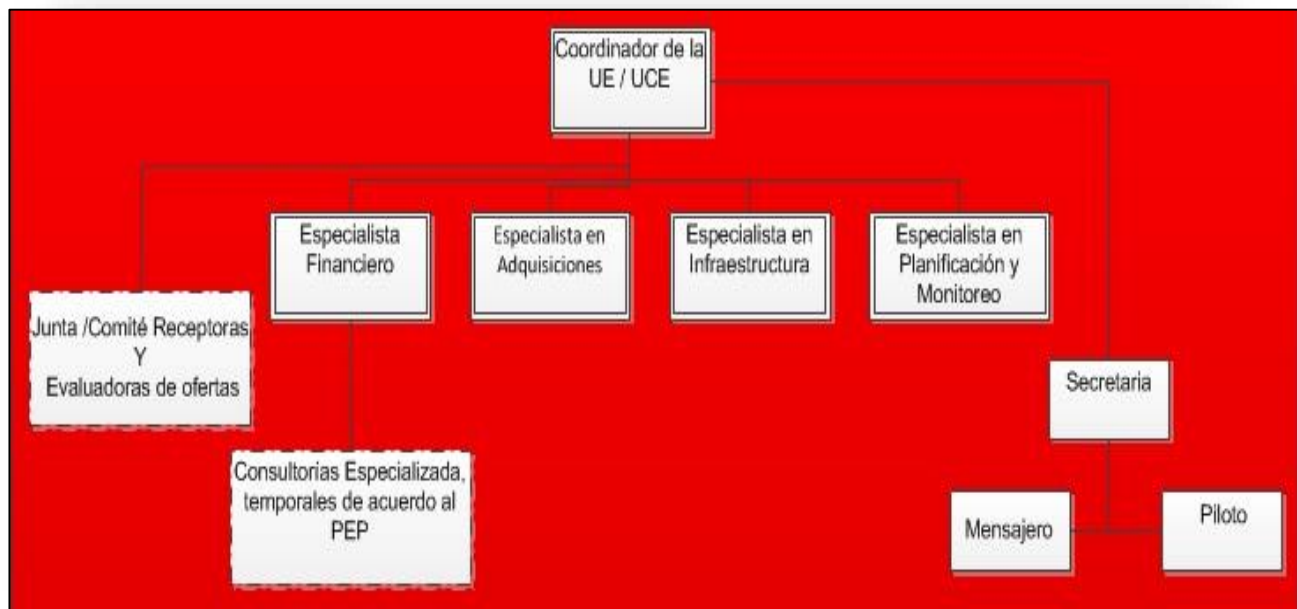 Coordinador de la
UE / UCE
Especialista
Financiero
Especialista en
Adquisiciones
Especialista en
Infraestructura
Especialista en
Planificación y
Monitoreo
Junta /Comité Receptoras
Y
Evaluadoras de ofertas
Secretaria
Consultorias Especializada,
temporales de acuerdo al
PEP
Mensajero
Piloto